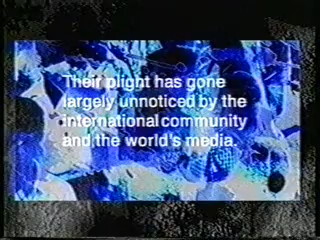 Their plight has gone
largely unnoticed by the
international community
and the world's media.